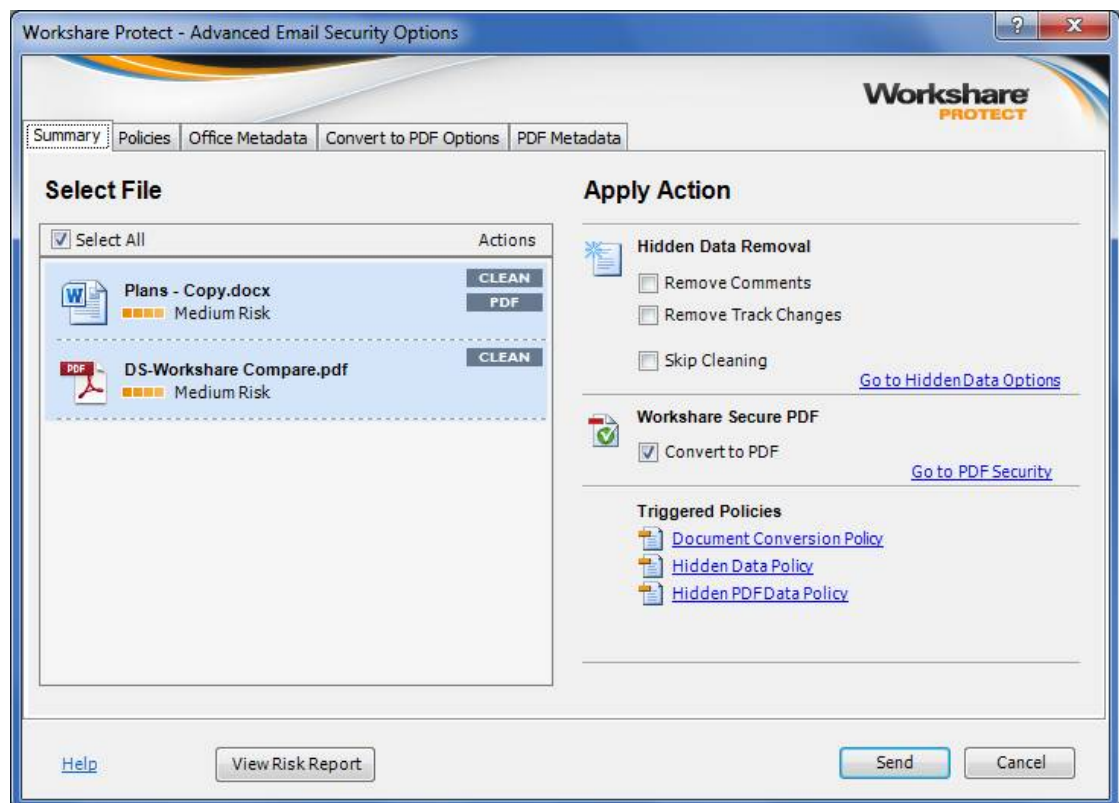 Workshare Protect - Advanced Email Security Options
?
X
Workshare
PROTECT
Summary
Policies
Office Metadata
Convert to PDF Options
PDF Metadata
Select File
Select All
Actions
W
Plans - Copy.docx
Medium Risk
CLEAN
PDF
PDF
DS-Workshare Compare.pdf
Medium Risk
CLEAN
Apply Action
Hidden Data Removal
Remove Comments
Remove Track Changes
Skip Cleaning
Go to Hidden Data Options
Workshare Secure PDF
Convert to PDF
Go to PDF Security
Triggered Policies
Document Conversion Policy
Hidden Data Policy
Hidden PDF Data Policy
Help
View Risk Report
Send
Cancel